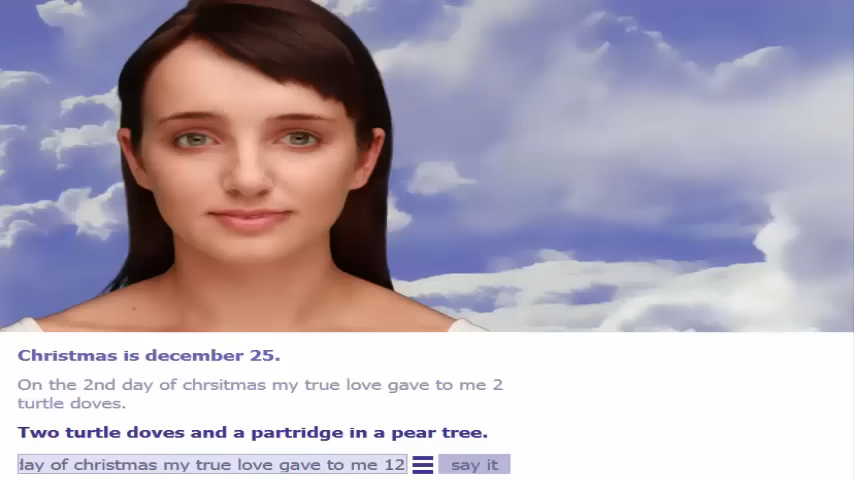 Christmas is december 25.
On the 2nd day of chrsitmas my true love gave to me 2
turtle doves.
Two turtle doves and a partridge in a pear tree.
lay of christmas my true love gave to me 12
say it